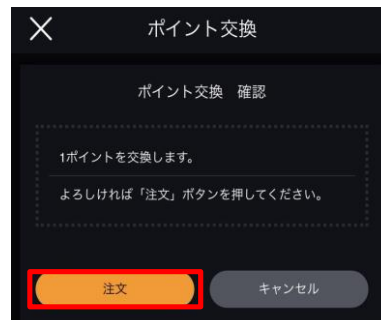 ポイント交換
ポイント交換　確認
1ポイントを交換します。
よろしければ「注文」ボタンを押してください。
注文
キャンセル